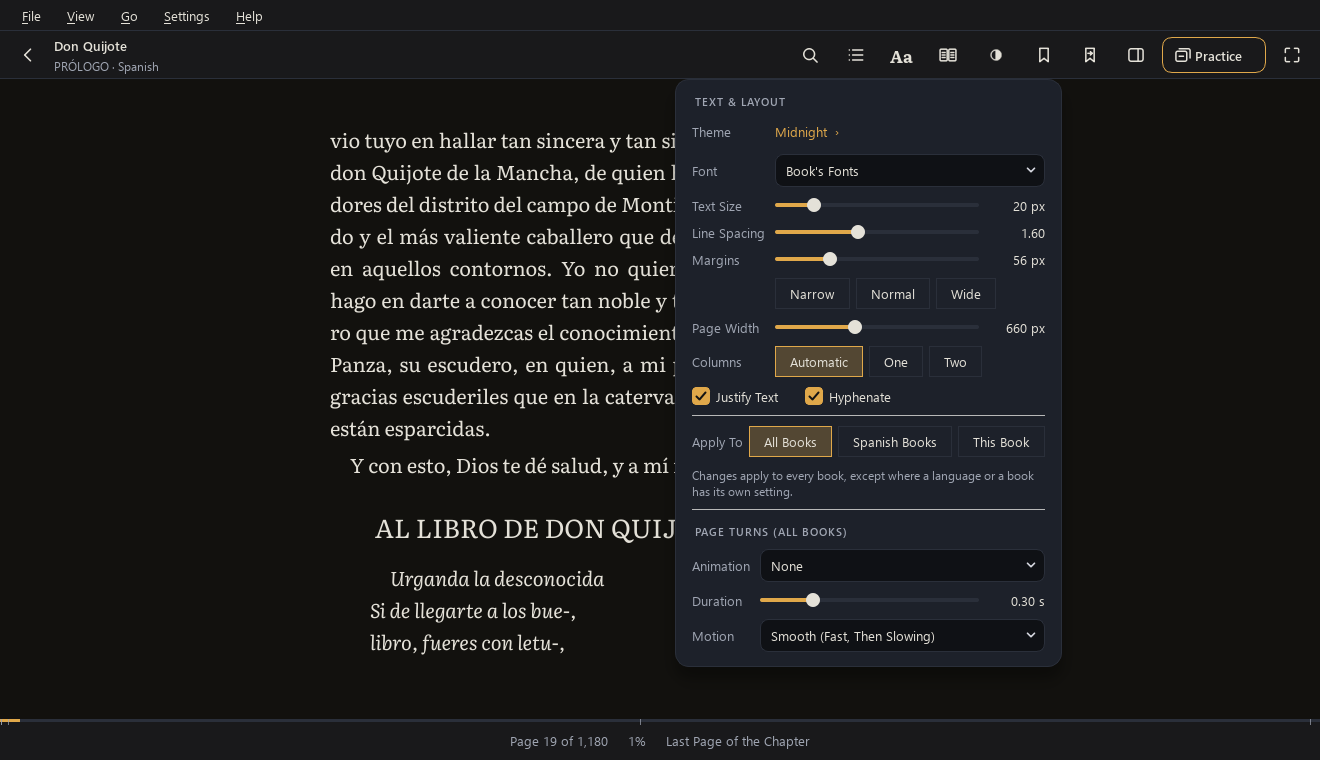 File View Go Settings Help
Don Quijote
PRÓLOGO · Spanish
Aa
Practice
vio tuyo en hallar tan sincera y tan si
don Quijote de la Mancha, de quien
dores del distrito del campo de Monti
do y el más valiente caballero que de
en aquellos contornos. Yo no quier
hago en darte a conocer tan noble y
ro que me agradezcas el conocimient
Panza, su escudero, en quien, a mi
gracias escuderiles que en la caterva
están esparcidas.
Y con esto, Dios te dé salud, y a mí
AL LIBRO DE DON QUIJ
Urganda la desconocida
Si de llegarte a los bue-,
libro, fueres con letu-,
TEXT & LAYOUT
Theme Midnight ›
Font Book's Fonts
Text Size 20 px
Line Spacing 1.60
Margins 56 px
Narrow Normal Wide
Page Width 660 px
Columns Automatic One Two
Justify Text Hyphenate
Apply To All Books Spanish Books This Book
Changes apply to every book, except where a language or a book
has its own setting.
PAGE TURNS (ALL BOOKS)
Animation None
Duration 0.30 s
Motion Smooth (Fast, Then Slowing)
Page 19 of 1,180 1% Last Page of the Chapter